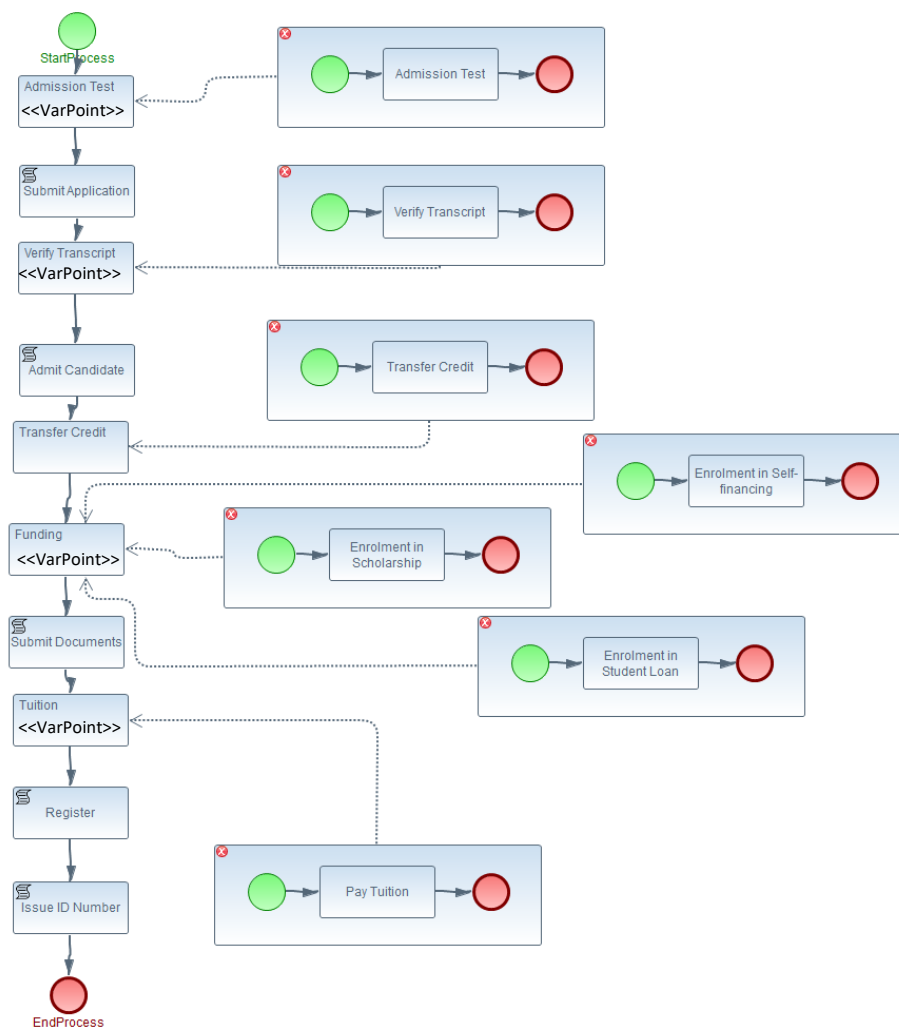 StartProcess
Admission Test
<<VarPoint>>
Admission Test
Submit Application
Verify Transcript
Verify Transcript
<<VarPoint>>
Admit Candidate
Transfer Credit
Transfer Credit
Enrolment in Self-
financing
Funding
<<VarPoint>>
Enrolment in
Scholarship
Submit Documents
Enrolment in
Student Loan
Tuition
<<VarPoint>>
Register
Pay Tuition
Issue ID Number
EndProcess